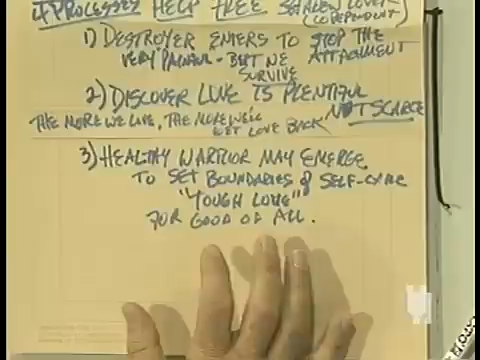 4 PROCESSES HELP FREE SHADOW LOVER
(CODEPENDENT)
1) DESTROYER ENTERS TO STOP THE
ATTACHMENT
VERY PAINFUL - BUT WE
SURVIVE
2) DISCOVER LOVE IS PLENTIFUL
NOT SCARCE
THE MORE WE LOVE, THE MORE WE'LL
GET LOVE BACK
3) HEALTHY WARRIOR MAY EMERGE
TO SET BOUNDARIES & SELF-CARE
"TOUGH LOVE"
FOR GOOD OF ALL.